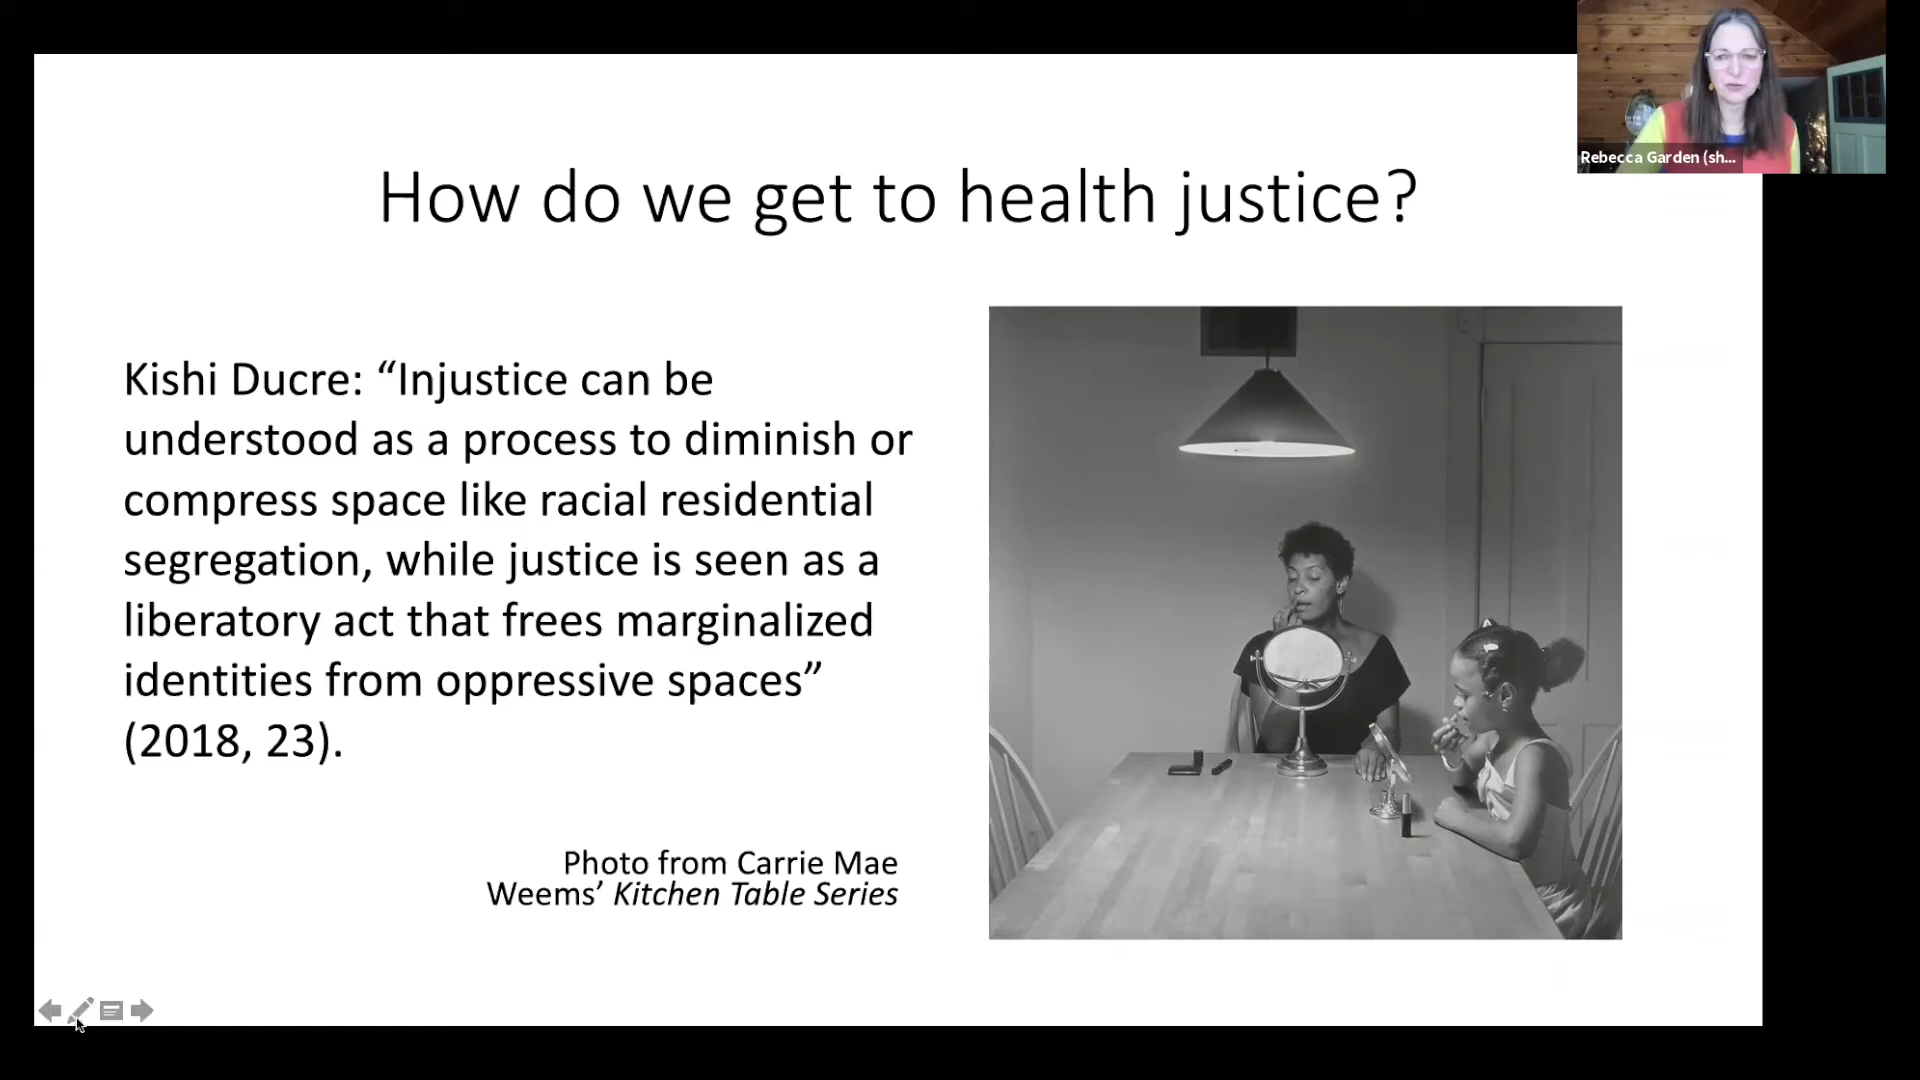 Rebecca Garden (sh...
How do we get to health justice?
Kishi Ducre: “Injustice can be
understood as a process to diminish or
compress space like racial residential
segregation, while justice is seen as a
liberatory act that frees marginalized
identities from oppressive spaces”
(2018, 23).
Photo from Carrie Mae
Weems’ Kitchen Table Series